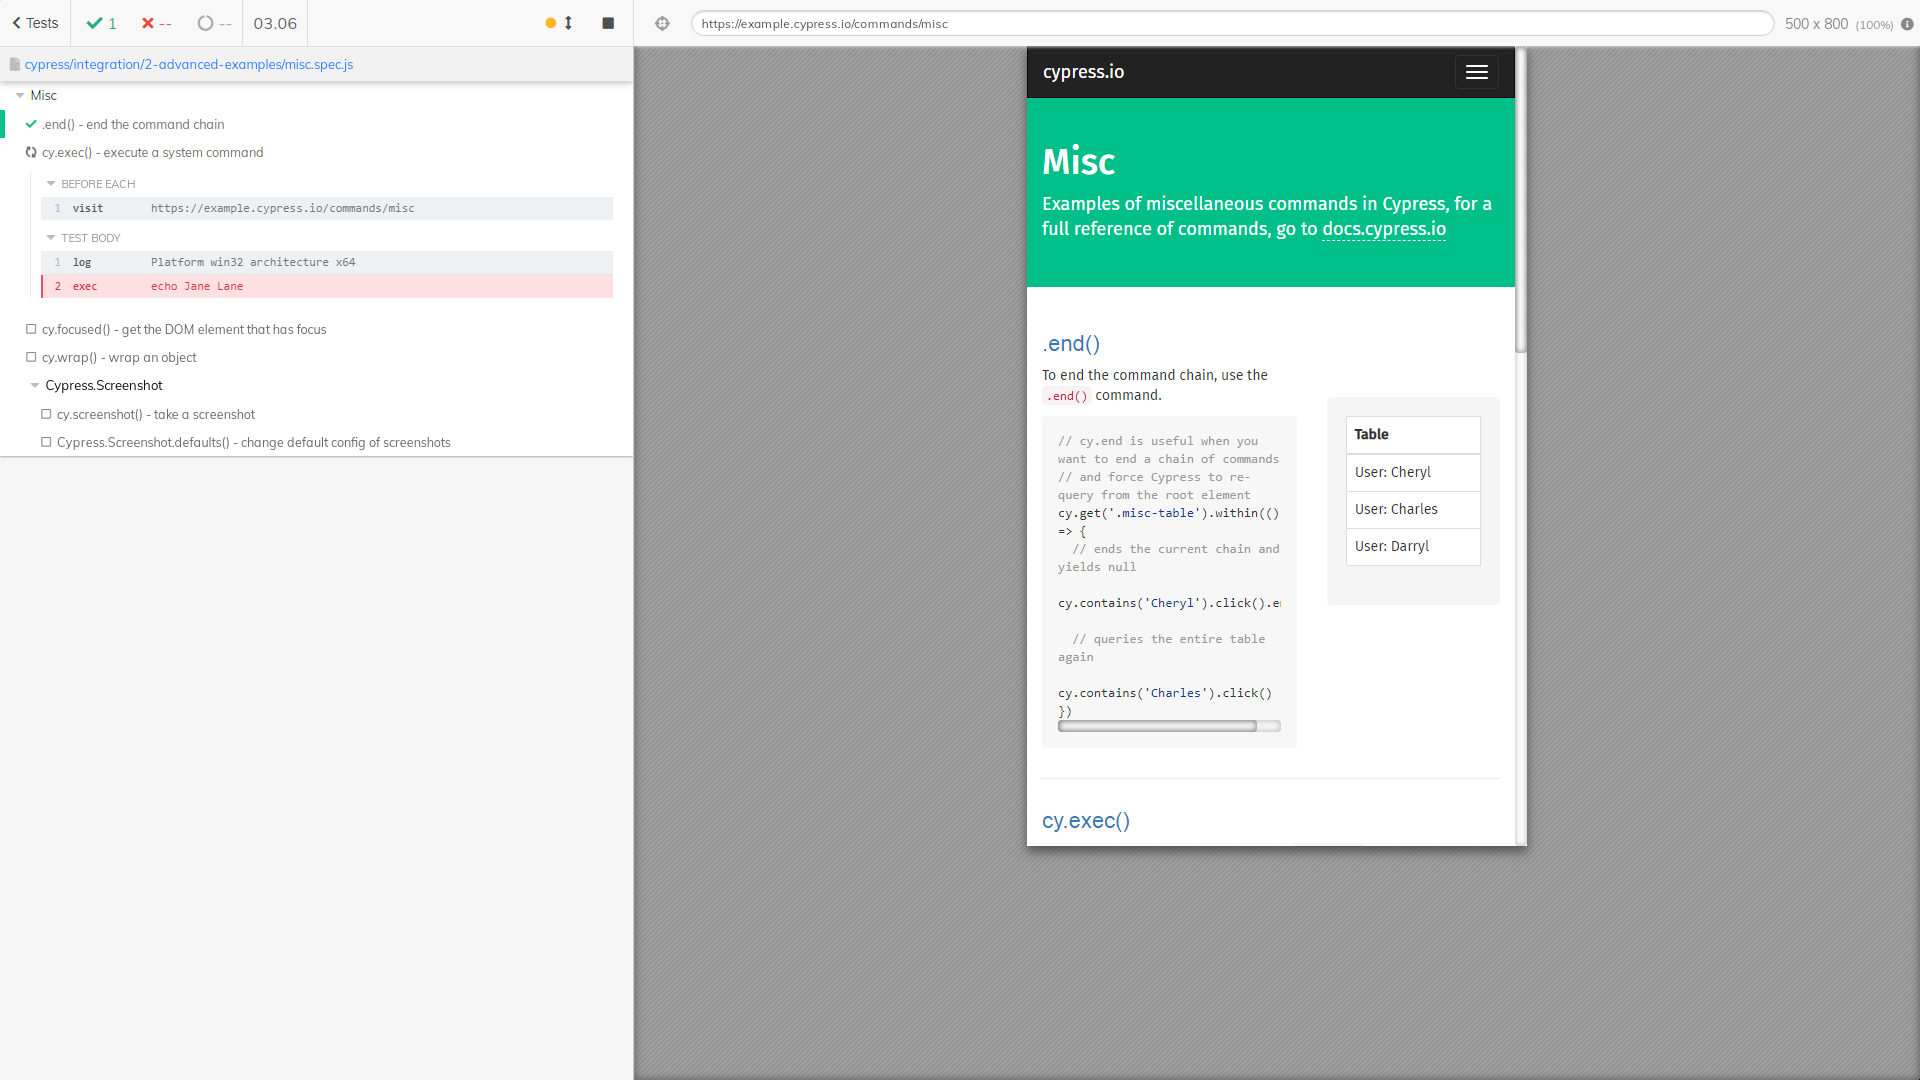 Tests
1
--
--
03.06
https://example.cypress.io/commands/misc
500 x 800 (100%)
cypress/integration/2-advanced-examples/misc.spec.js
Misc
.end() - end the command chain
cy.exec() - execute a system command
BEFORE EACH
1 visit https://example.cypress.io/commands/misc
TEST BODY
1 log Platform win32 architecture x64
2 exec echo Jane Lane
cy.focused() - get the DOM element that has focus
cy.wrap() - wrap an object
Cypress.Screenshot
cy.screenshot() - take a screenshot
Cypress.Screenshot.defaults() - change default config of screenshots
cypress.io
Misc
Examples of miscellaneous commands in Cypress, for a
full reference of commands, go to docs.cypress.io
.end()
To end the command chain, use the
.end() command.
// cy.end is useful when you
want to end a chain of commands
// and force Cypress to re-
query from the root element
cy.get('.misc-table').within(()
=> {
// ends the current chain and
yields null
cy.contains('Cheryl').click().e
// queries the entire table
again
cy.contains('Charles').click()
})
Table
User: Cheryl
User: Charles
User: Darryl
cy.exec()